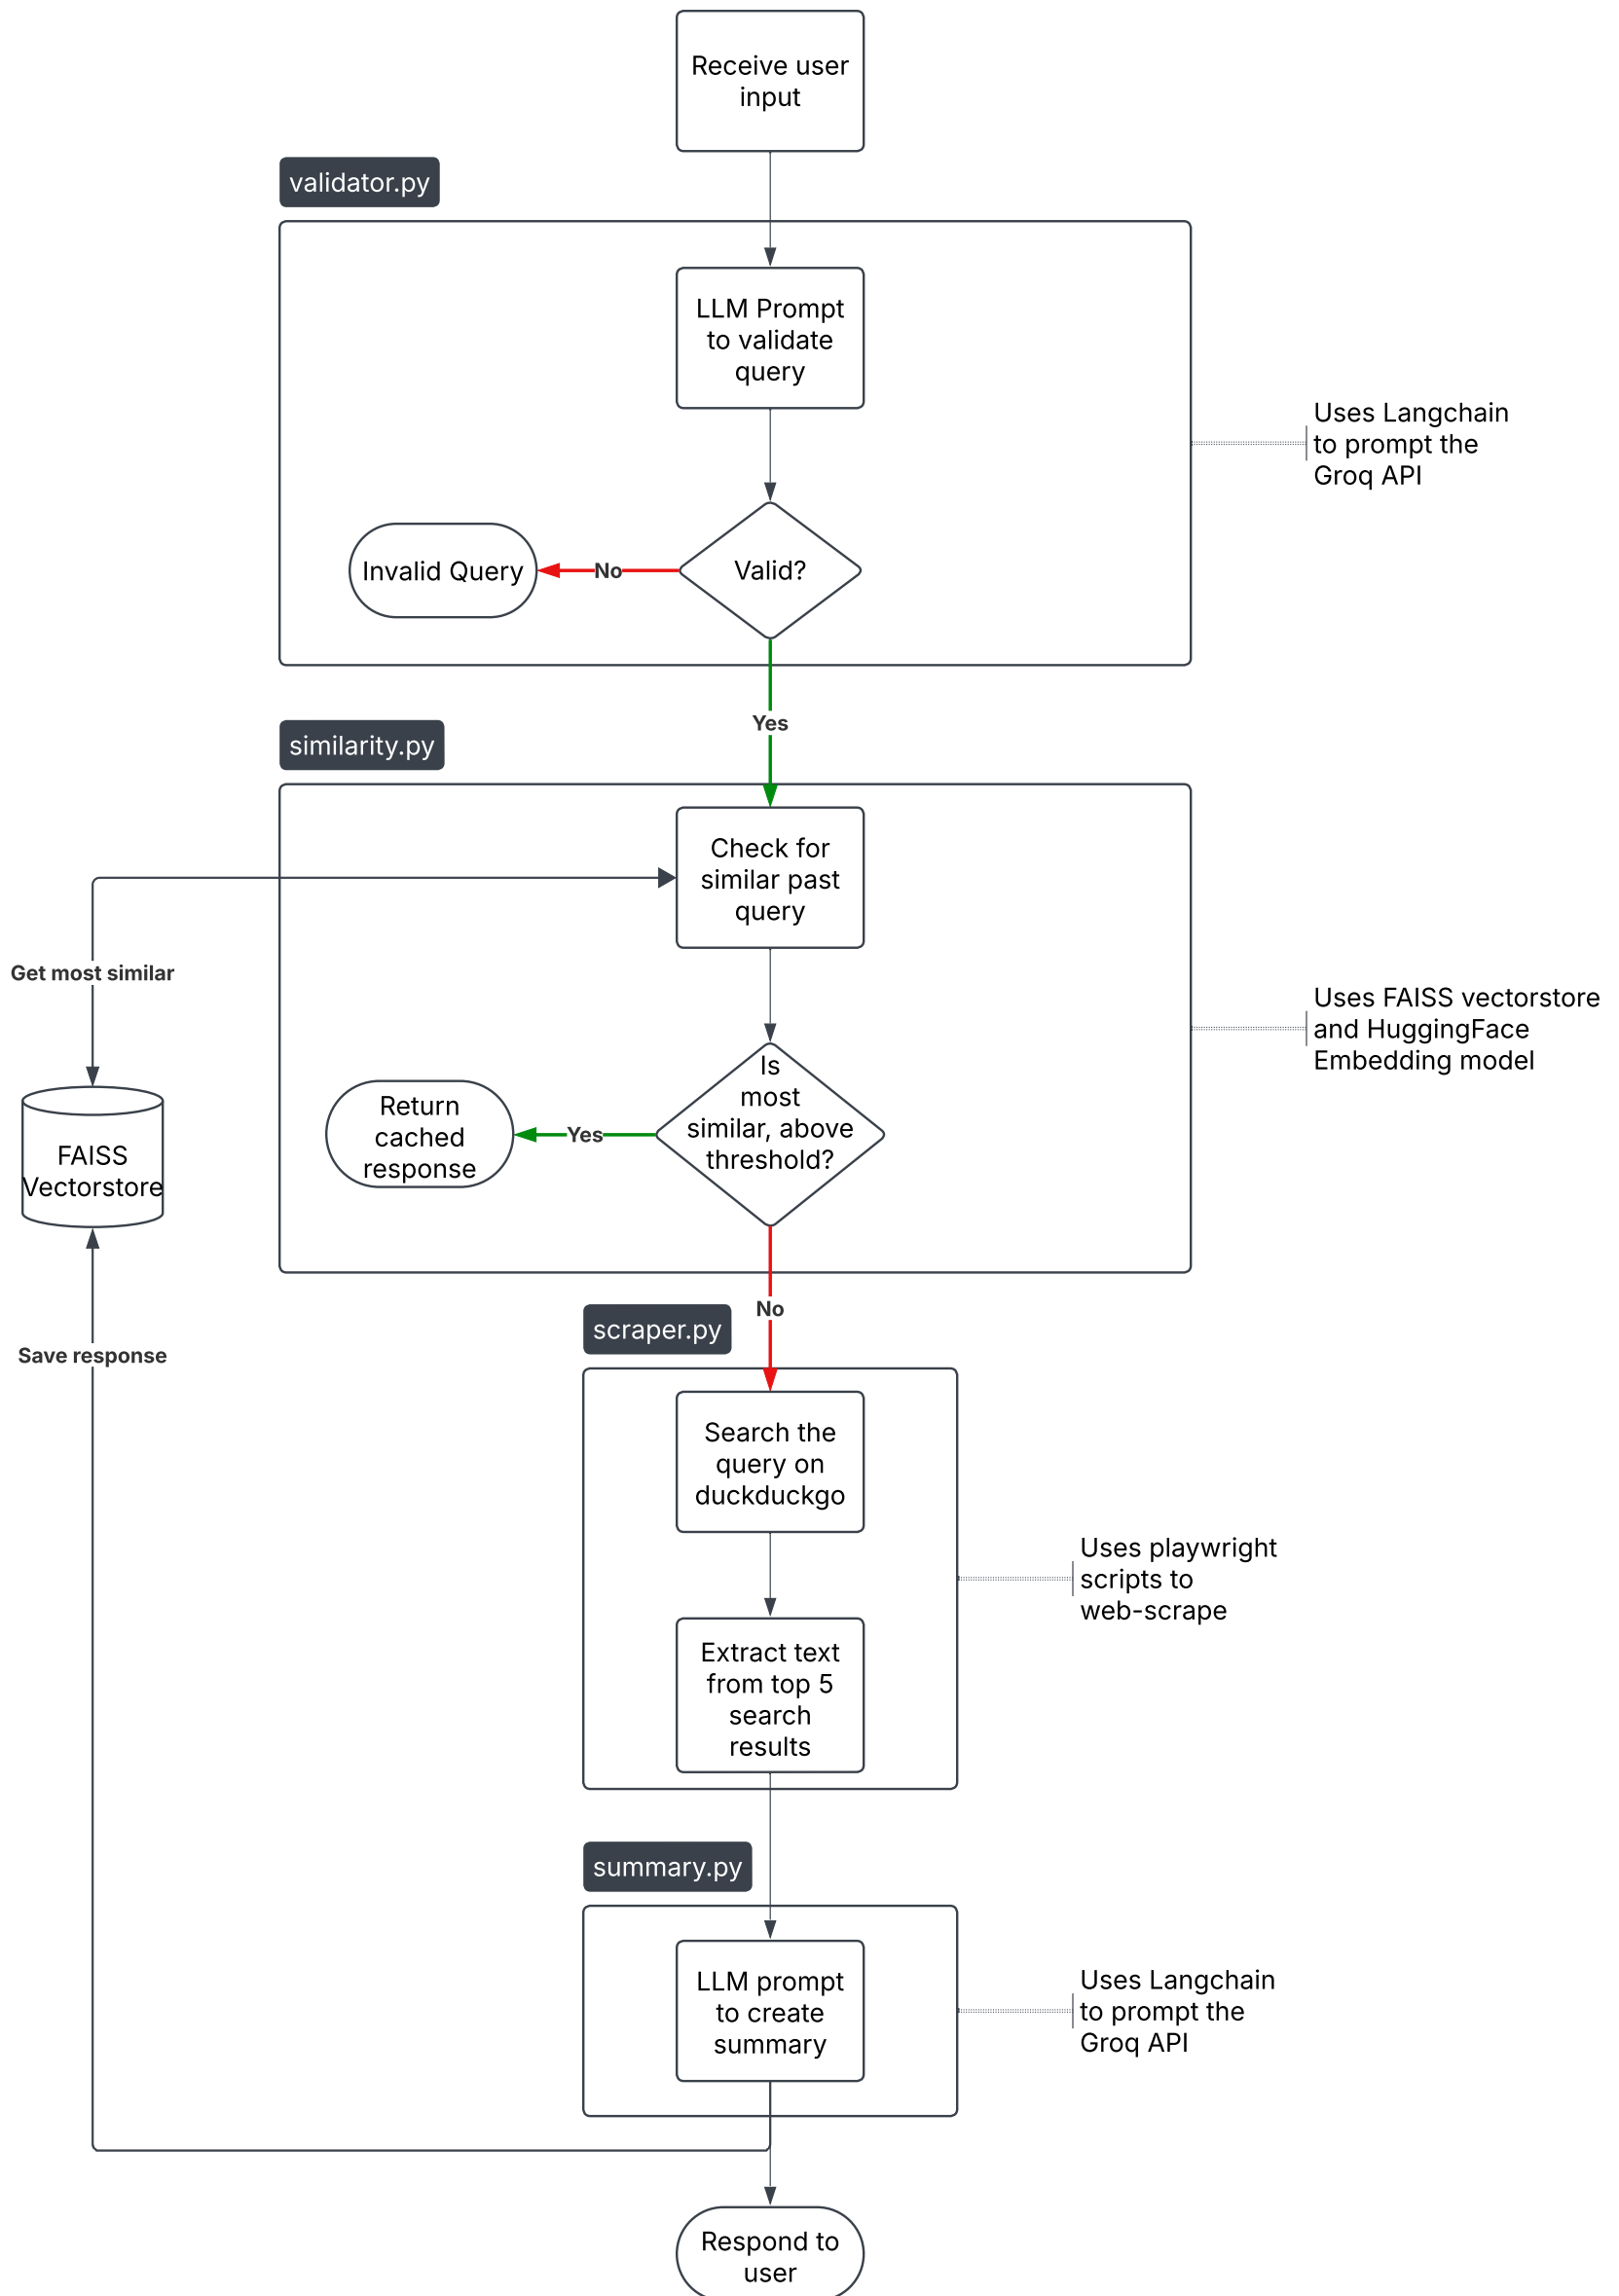 Receive user
input
validator.py
LLM Prompt
to validate
query
Uses Langchain
to prompt the
Groq API
Valid?
No
Invalid Query
Yes
similarity.py
Check for
similar past
query
Get most similar
Uses FAISS vectorstore
and HuggingFace
Embedding model
Is
most
similar, above
threshold?
Yes
Return
cached
response
FAISS
Vectorstore
No
scraper.py
Save response
Search the
query on
duckduckgo
Uses playwright
scripts to
web-scrape
Extract text
from top 5
search
results
summary.py
LLM prompt
to create
summary
Uses Langchain
to prompt the
Groq API
Respond to
user